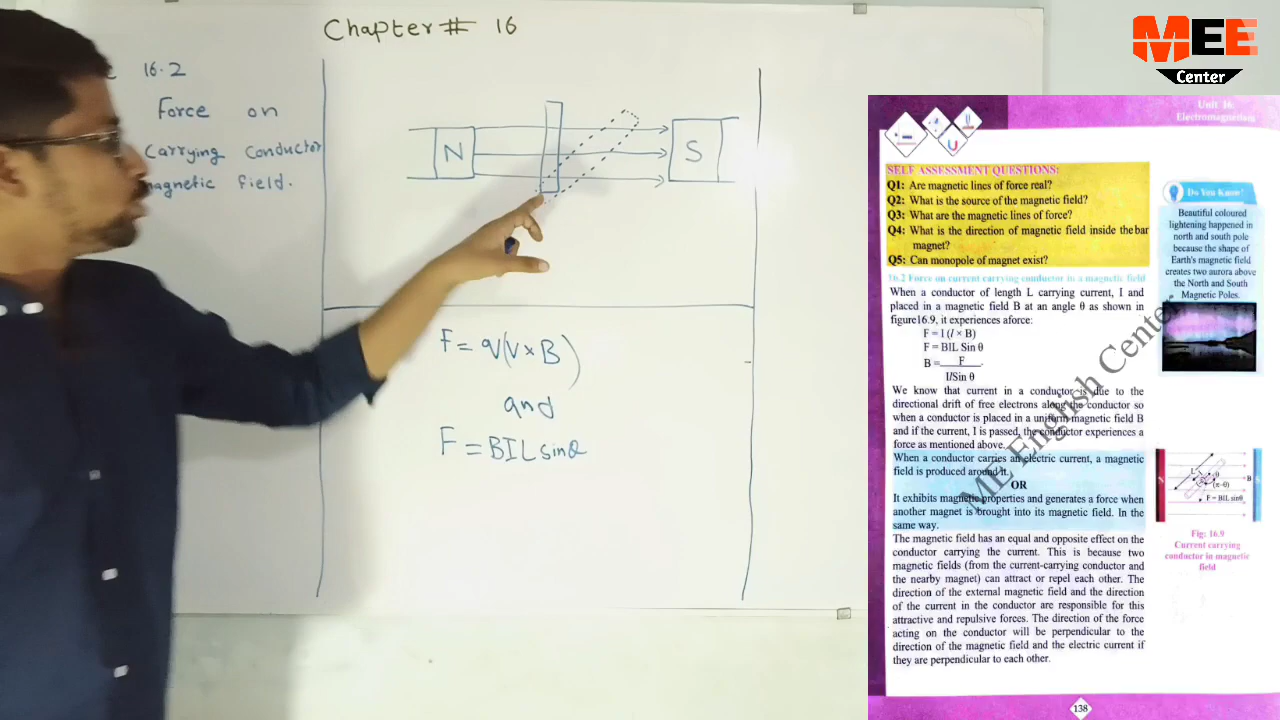 Chapter # 16
16.2
Force on
Carrying Conductor
magnetic field.
N
S
F = q(V × B)
and
F = BIL sinθ
MEE
Center
Unit 16
Electromagnetism
SELF ASSESSMENT QUESTIONS:
Q1: Are magnetic lines of force real?
Q2: What is the source of the magnetic field?
Q3: What are the magnetic lines of force?
Q4: What is the direction of magnetic field inside the bar
magnet?
Q5: Can monopole of magnet exist?
16.2 Force on current carrying conductor in a magnetic field
When a conductor of length L carrying current, I and
placed in a magnetic field B at an angle θ as shown in
figure16.9, it experiences aforce:
F = I (l × B)
F = BIL Sin θ
B = F
I/Sin θ
We know that current in a conductor is due to the
directional drift of free electrons along the conductor so
when a conductor is placed in a uniform magnetic field B
and if the current, I is passed, the conductor experiences a
force as mentioned above.
When a conductor carries an electric current, a magnetic
field is produced around it.
OR
It exhibits magnetic properties and generates a force when
another magnet is brought into its magnetic field. In the
same way.
The magnetic field has an equal and opposite effect on the
conductor carrying the current. This is because two
magnetic fields (from the current-carrying conductor and
the nearby magnet) can attract or repel each other. The
direction of the external magnetic field and the direction
of the current in the conductor are responsible for this
attractive and repulsive forces. The direction of the force
acting on the conductor will be perpendicular to the
direction of the magnetic field and the electric current if
they are perpendicular to each other.
Do You Know!
Beautiful coloured
lightening happened in
north and south pole
because the shape of
Earth's magnetic field
creates two aurora above
the North and South
Magnetic Poles.
L
θ
(π-θ)
B
F = BIL sinθ
Fig: 16.9
Current carrying
conductor in magnetic
field
ME English Center
138